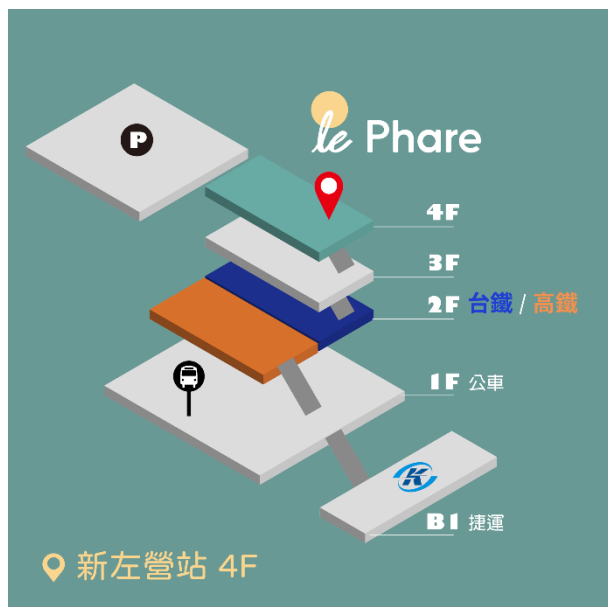 P
le Phare
4F
3F
2F 台鐵 / 高鐵
1F 公車
K
B1 捷運
新左營站 4F